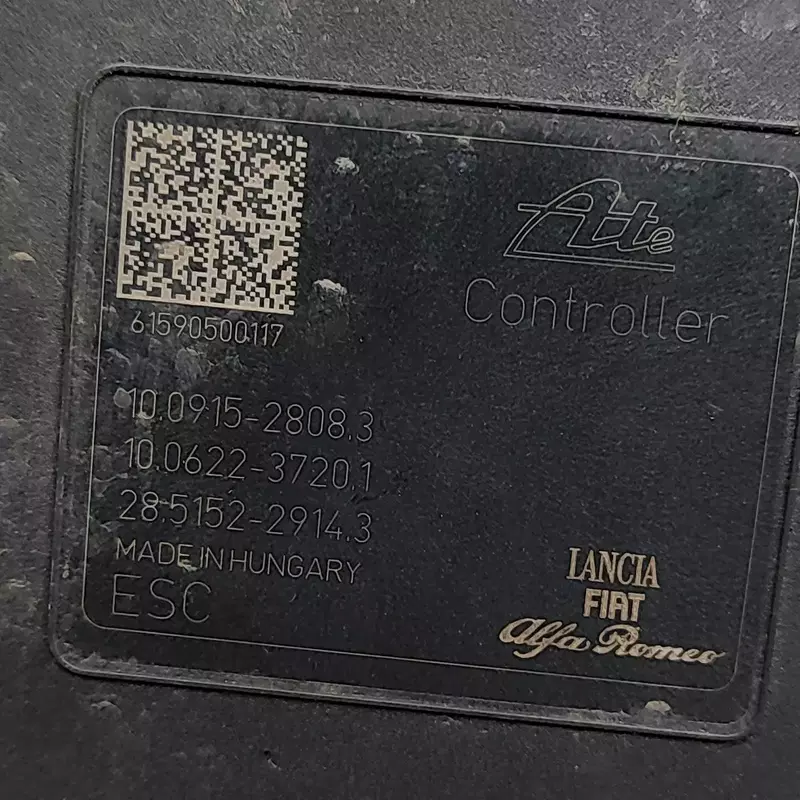 61590500117
Ate
Controller
10.0915-2808.3
10.0622-3720.1
28.5152-2914.3
MADE IN HUNGARY
ESC
LANCIA
FIAT
Alfa Romeo